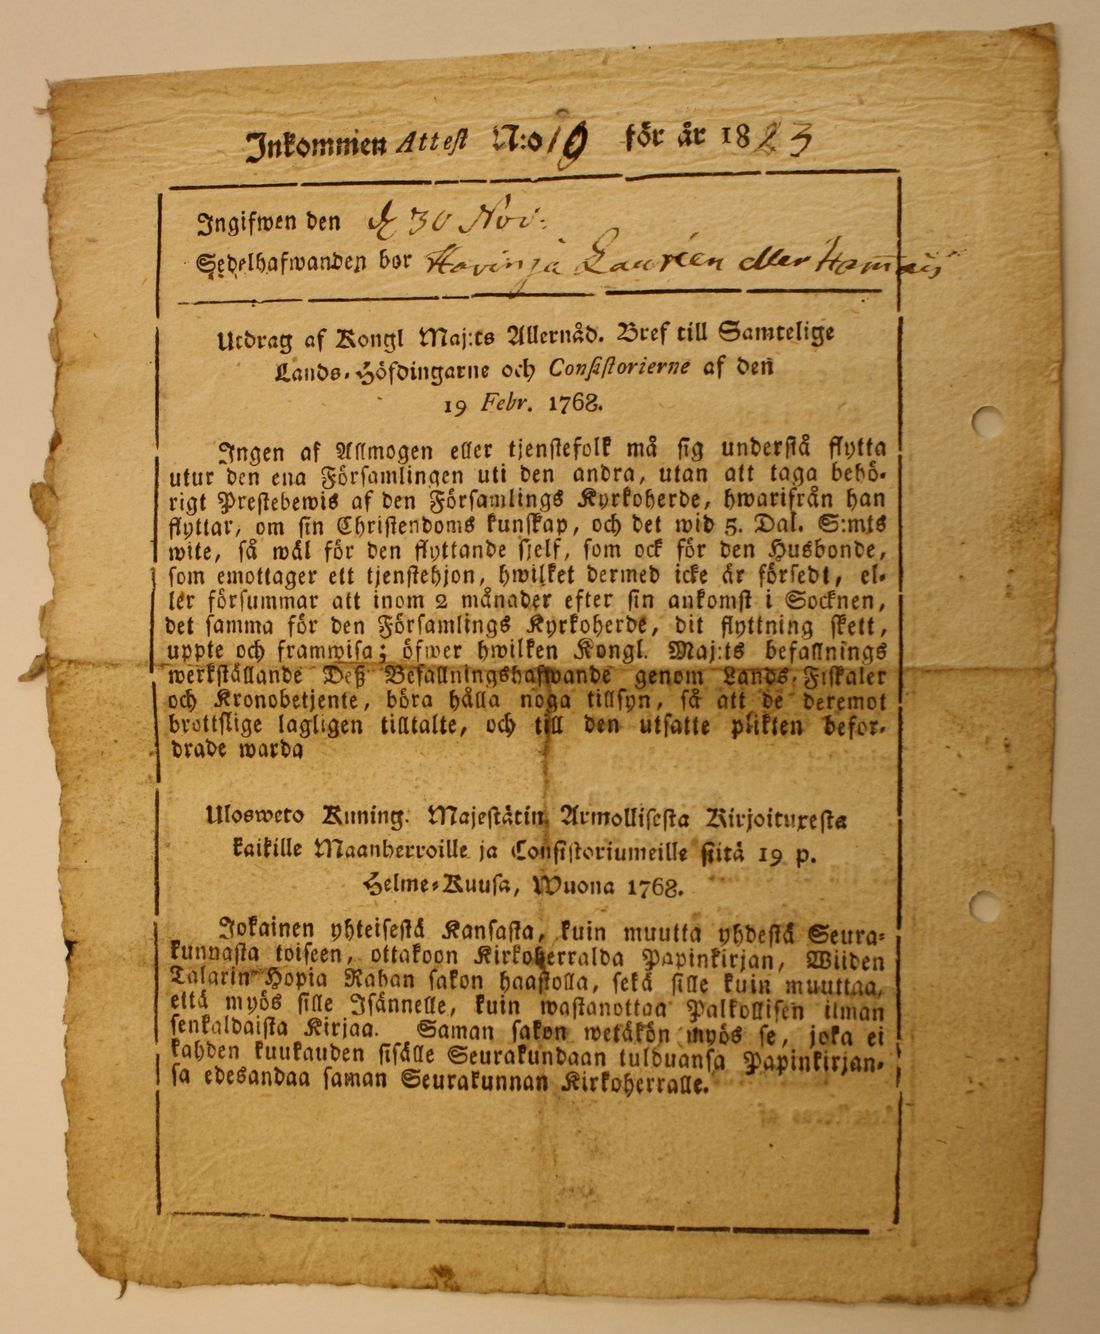 Inkommen Attest N:o 19 för år 1823
Ingifwen den d 30 Nov:
Sedelhafwanden bor Havinja Laurien eller
Utdrag af Kongl Maj:ts Allernåd. Bref till Samtelige
Lands-Höfdingarne och Consistorierne af den
19 Febr. 1768.
Ingen af Allmogen eller tjenstefolk må sig understå flytta
utur den ena Församlingen uti den andra, utan att taga behö-
rigt Prestebewis af den Församlings Kyrkoherde, hwarifrån han
flyttar, om sin Christendoms kunskap, och det wid 5. Dal. S:mts
wite, så wäl för den flyttande sjelf, som ock för den Husbonde,
som emottager ett tjenstehjon, hwilket dermed icke är försedt, el-
ler försummar att inom 2 månader efter sin ankomst i Socknen,
det samma för den Församlings Kyrkoherde, dit flyttning skett,
uppte och framwisa; öfwer hwilken Kongl. Maj:ts befallnings
werkställande Deß Befallningshafwande genom Lands-Fiskaler
och Kronobetjente, böra hålla noga tillsyn, så att de deremot
brottslige lagligen tilltalte, och till den utsatte plikten befor-
drade warda
Ulosweto Kuning. Majestätin Armollisesta Kirjoituxesta
kaikille Maanherroille ja Consistoriumeille siitä 19 p.
Helme-Kuusa, Wuona 1768.
Jokainen yhteisestä Kansasta, kuin muutta yhdestä Seura-
kunnasta toiseen, ottakoon Kirkoherralda Papinkirjan, Wiiden
Talarin Hopia Rahan sakon haastolla, sekä sille kuin muuttaa,
että myös sille Isännelle, kuin wastanottaa Palkollisen ilman
senkaldaista Kirjaa. Saman sakon wetäkön myös se, joka ei
kahden kuukauden sisälle Seurakundaan tulduansa Papinkirjan-
sa edesandaa saman Seurakunnan Kirkoherralle.